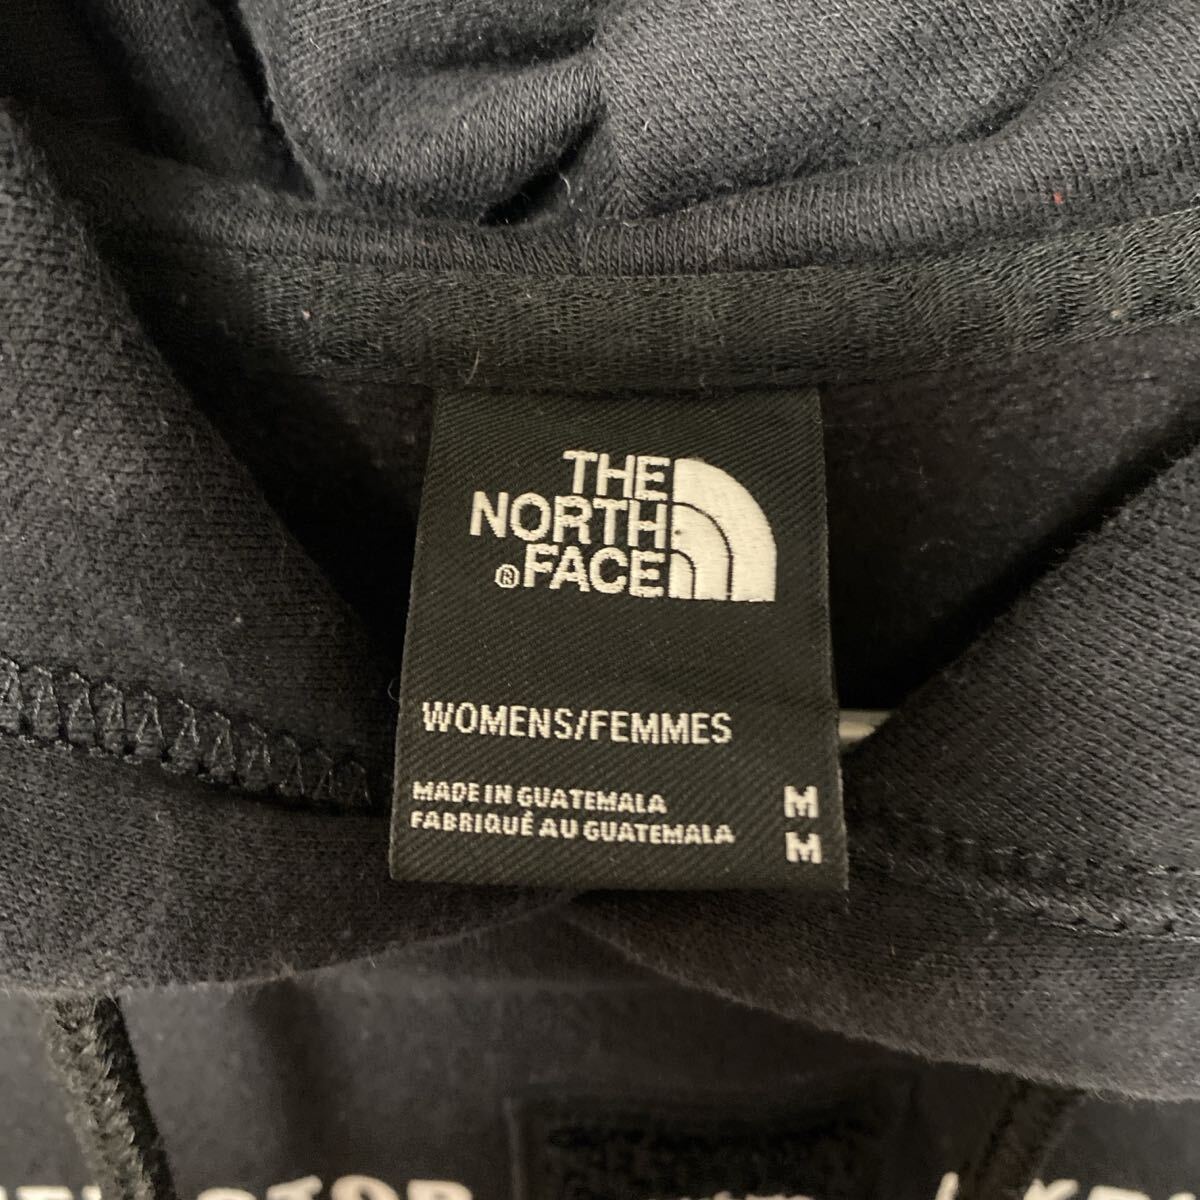 THE
NORTH
®FACE
WOMENS/FEMMES
MADE IN GUATEMALA M
FABRIQUÉ AU GUATEMALA M